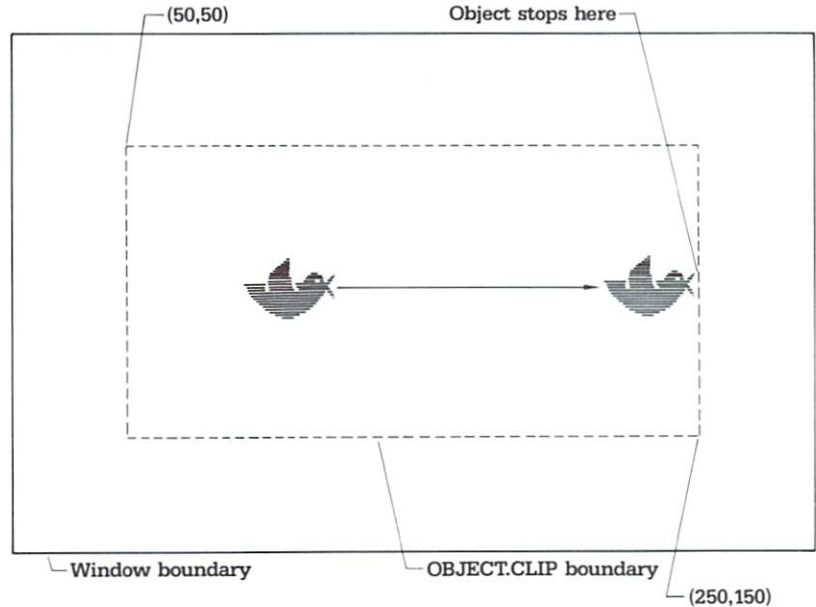 (50,50)
Object stops here
Window boundary
OBJECT.CLIP boundary
(250,150)